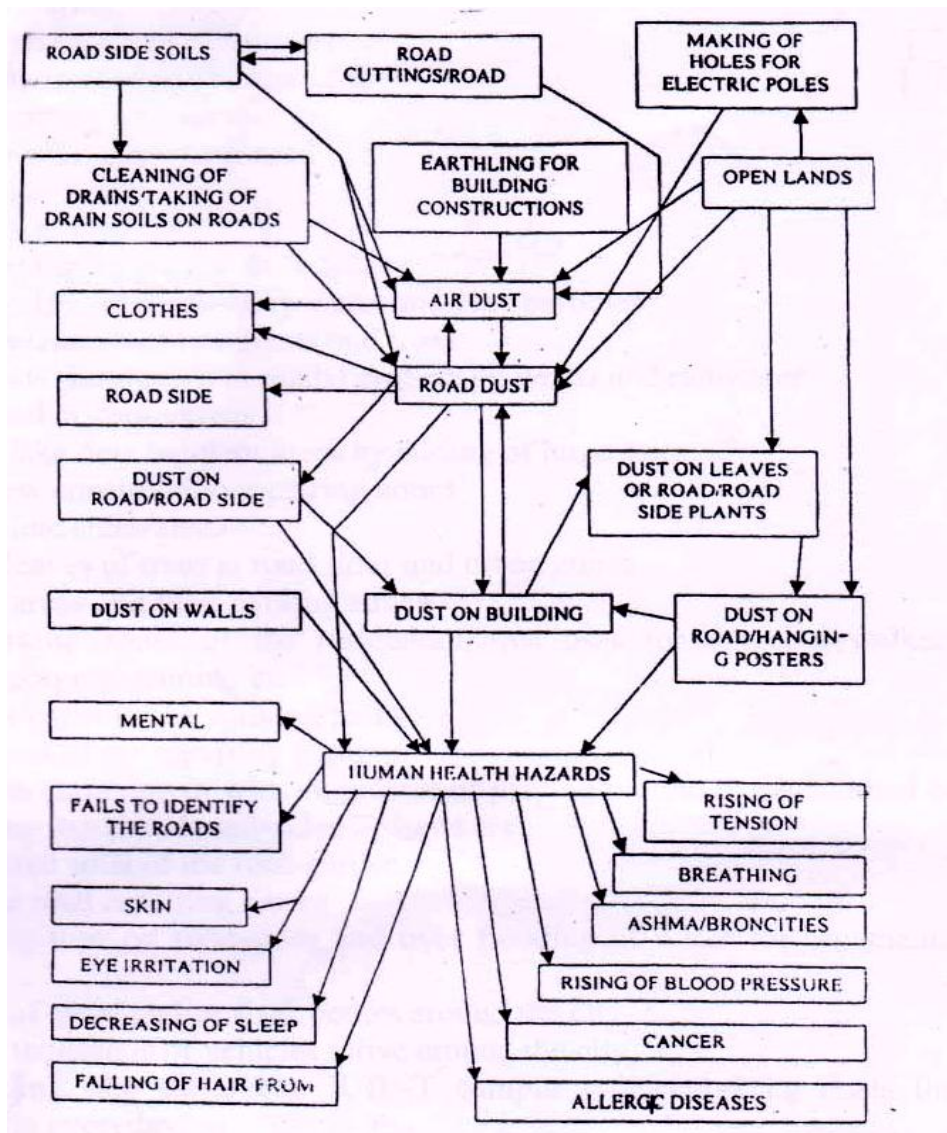 ROAD SIDE SOILS
ROAD
CUTTINGS/ROAD
MAKING OF
HOLES FOR
ELECTRIC POLES
CLEANING OF
DRAINS/TAKING OF
DRAIN SOILS ON ROADS
EARTHLING FOR
BUILDING
CONSTRUCTIONS
OPEN LANDS
AIR DUST
CLOTHES
ROAD DUST
ROAD SIDE
DUST ON
ROAD/ROAD SIDE
DUST ON LEAVES
OR ROAD/ROAD
SIDE PLANTS
DUST ON WALLS
DUST ON BUILDING
DUST ON
ROAD/HANGIN-
G POSTERS
MENTAL
HUMAN HEALTH HAZARDS
FAILS TO IDENTIFY
THE ROADS
RISING OF
TENSION
BREATHING
SKIN
ASHMA/BRONCITIES
EYE IRRITATION
RISING OF BLOOD PRESSURE
DECREASING OF SLEEP
CANCER
FALLING OF HAIR FROM
ALLERGE DISEASES